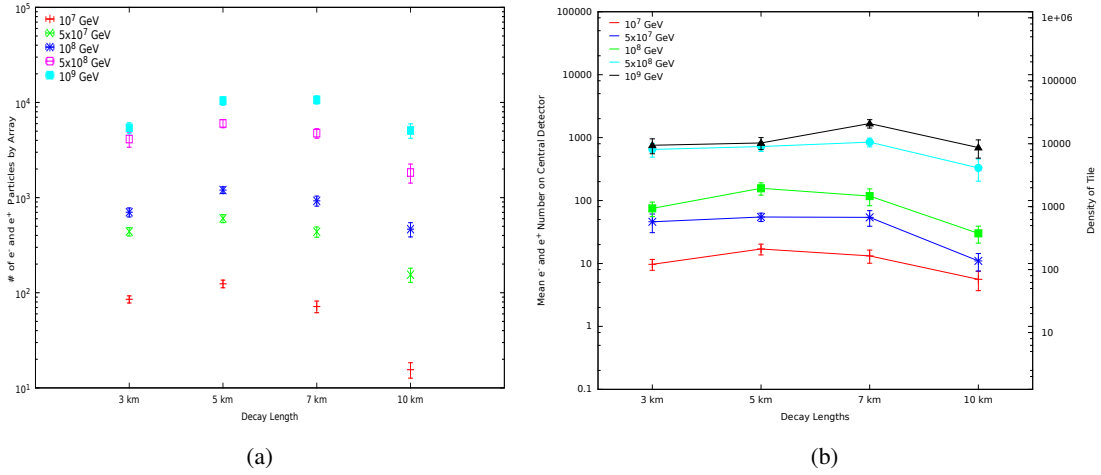 10^5
10^4
10^3
10^2
10^1
# of e^- and e^+ Particles by Array
10^7 GeV
5x10^7 GeV
10^8 GeV
5x10^8 GeV
10^9 GeV
3 km
5 km
7 km
10 km
Decay Length
(a)
100000
10000
1000
100
10
1
0.1
Mean e^- and e^+ Number on Central Detector
10^7 GeV
5x10^7 GeV
10^8 GeV
5x10^8 GeV
10^9 GeV
1e+06
100000
10000
1000
100
10
Density of Tile
3 km
5 km
7 km
10 km
Decay Lengths
(b)